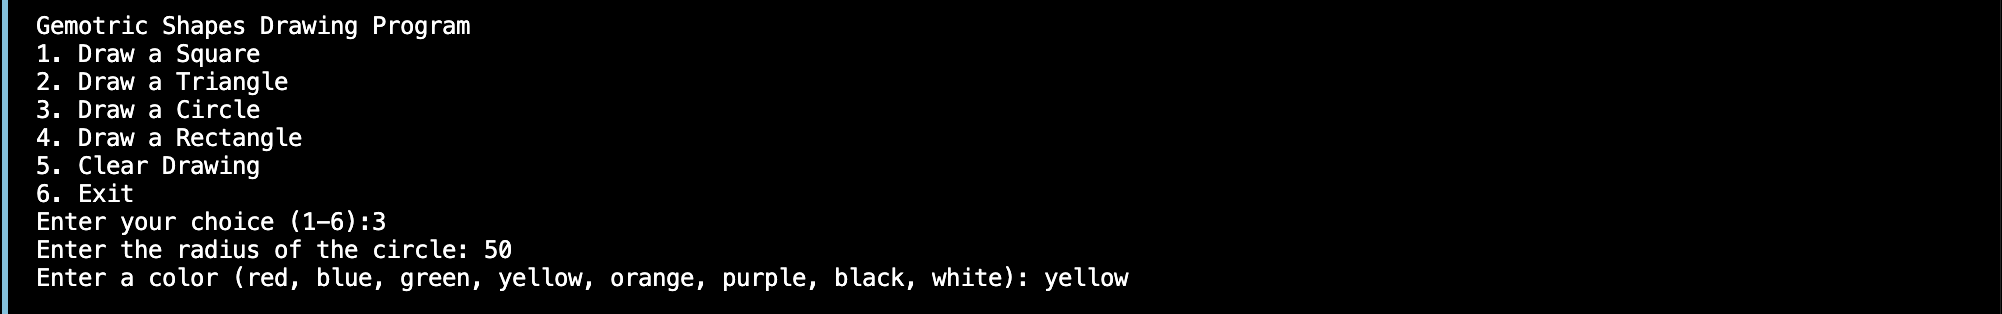 Gemotric Shapes Drawing Program
1. Draw a Square
2. Draw a Triangle
3. Draw a Circle
4. Draw a Rectangle
5. Clear Drawing
6. Exit
Enter your choice (1-6):3
Enter the radius of the circle: 50
Enter a color (red, blue, green, yellow, orange, purple, black, white): yellow